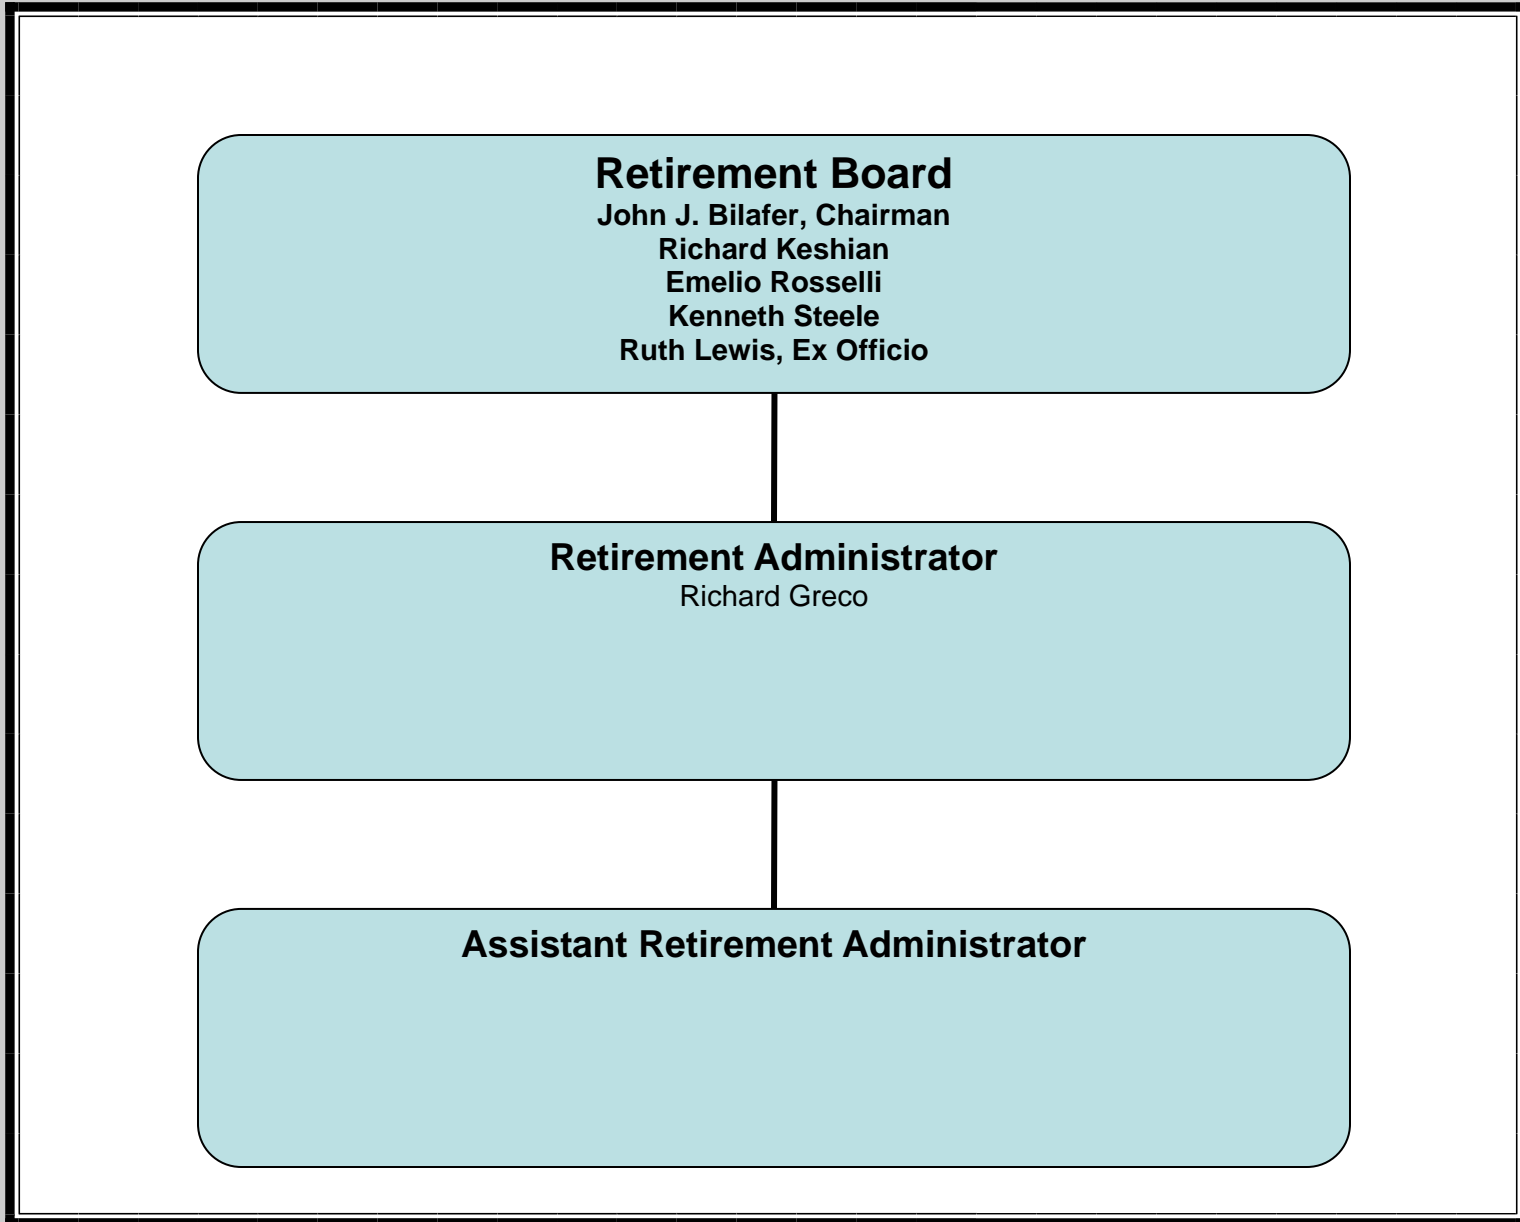 Retirement Board
John J. Bilafer, Chairman
Richard Keshian
Emelio Rosselli
Kenneth Steele
Ruth Lewis, Ex Officio
Retirement Administrator
Richard Greco
Assistant Retirement Administrator